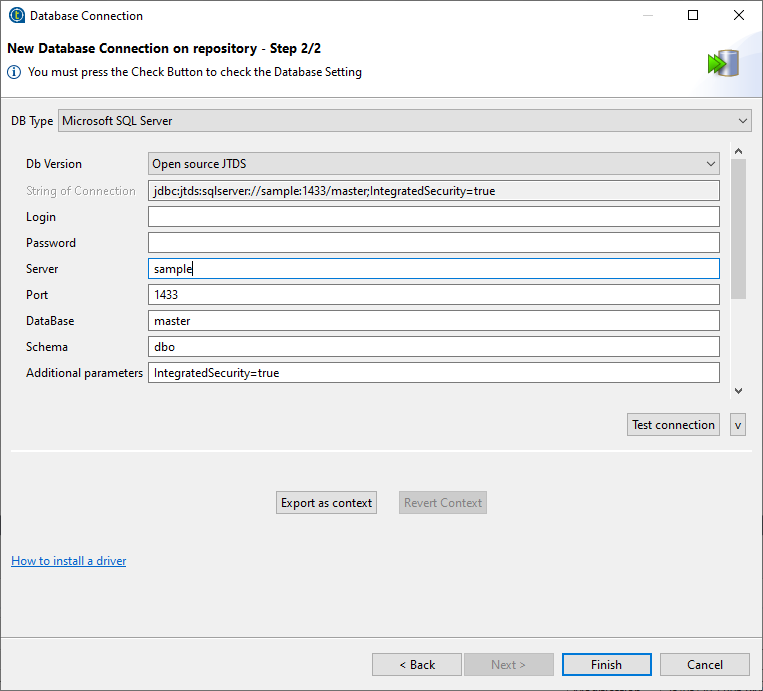 Database Connection
New Database Connection on repository - Step 2/2
You must press the Check Button to check the Database Setting
DB Type Microsoft SQL Server
Db Version Open source JTDS
String of Connection jdbc:jtds:sqlserver://sample:1433/master;IntegratedSecurity=true
Login
Password
Server sample
Port 1433
DataBase master
Schema dbo
Additional parameters IntegratedSecurity=true
Test connection v
Export as context Revert Context
How to install a driver
< Back Next > Finish Cancel